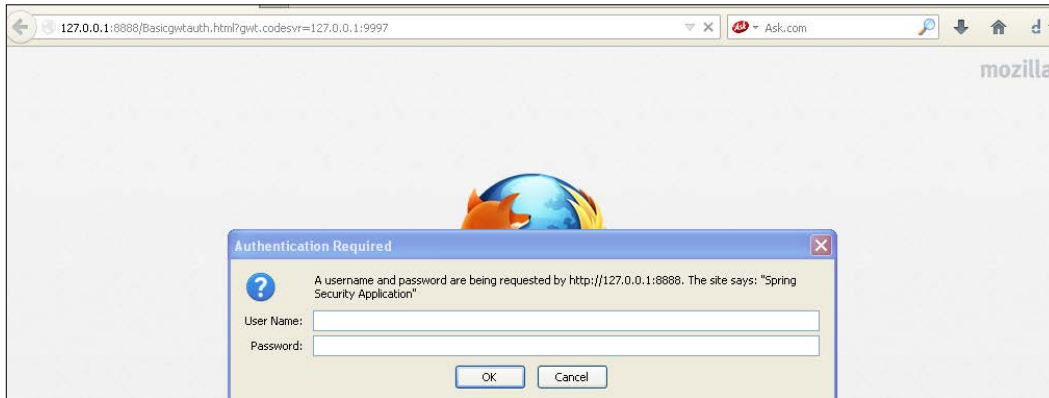 127.0.0.1:8888/Basicgwtauth.html?gwt.codesvr=127.0.0.1:9997
Ask.com
mozilla
Authentication Required
A username and password are being requested by http://127.0.0.1:8888. The site says: "Spring
Security Application"
User Name:
Password:
OK
Cancel